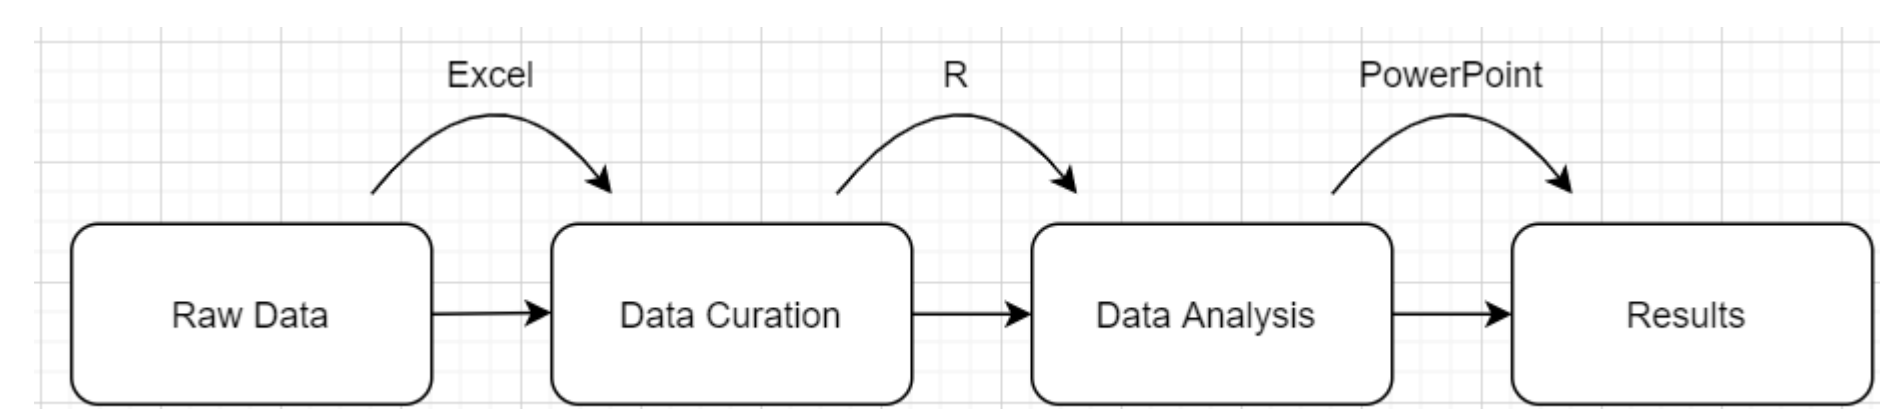 Excel
R
PowerPoint
Raw Data
Data Curation
Data Analysis
Results